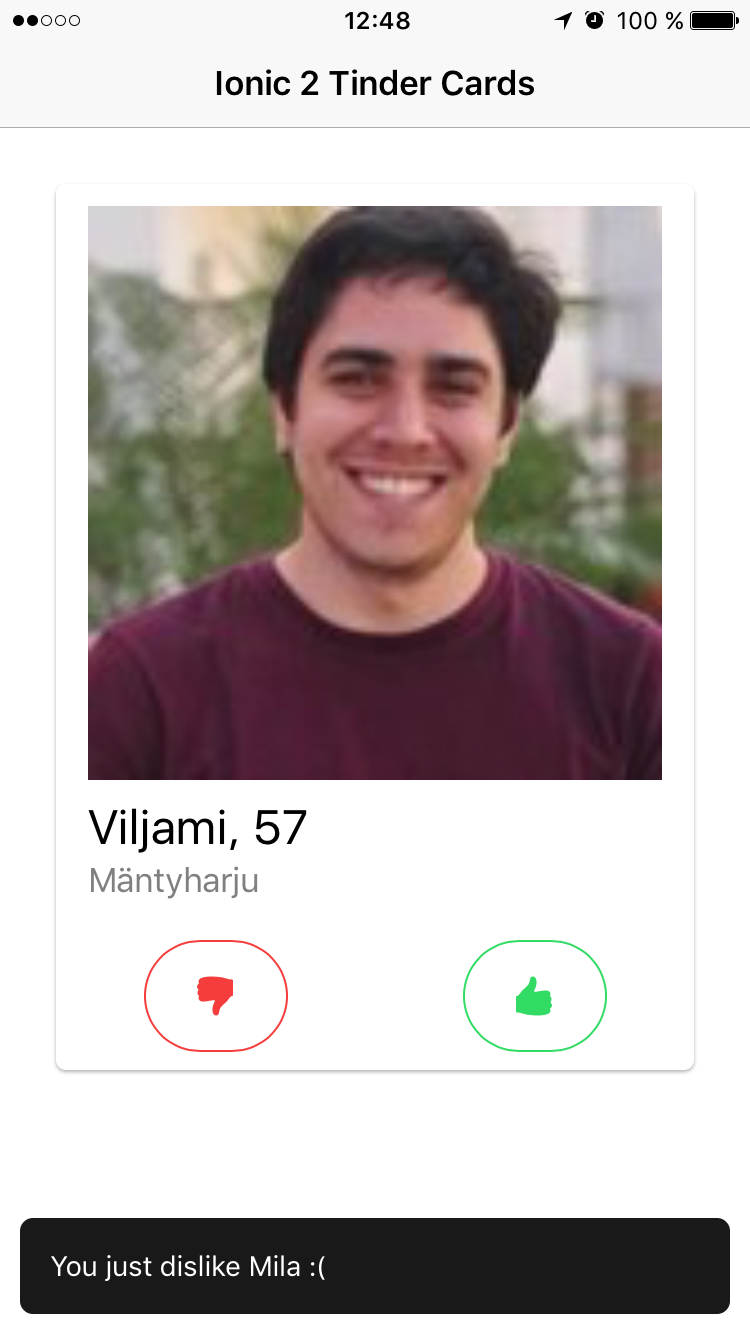 12:48 100 %
Ionic 2 Tinder Cards
Viljami, 57
Mäntyharju
You just dislike Mila :(